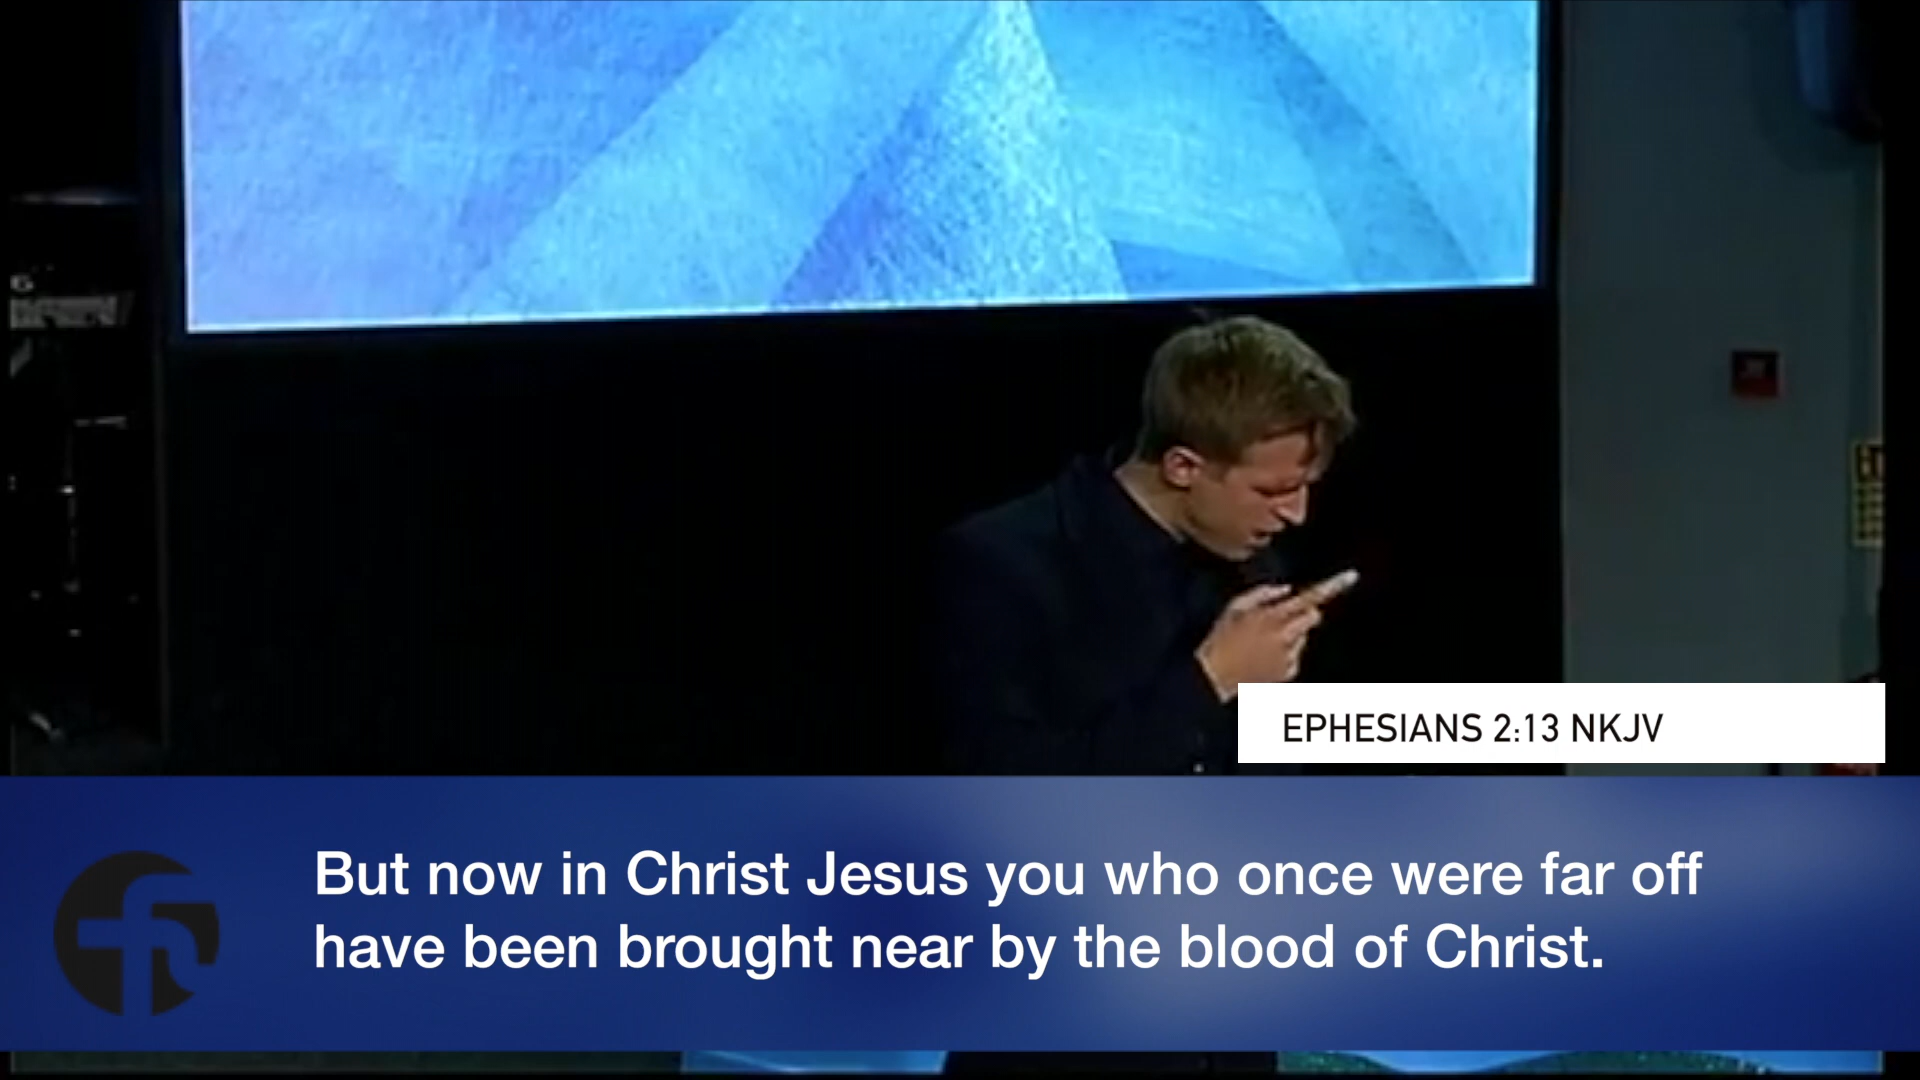 EPHESIANS 2:13 NKJV
But now in Christ Jesus you who once were far off
have been brought near by the blood of Christ.